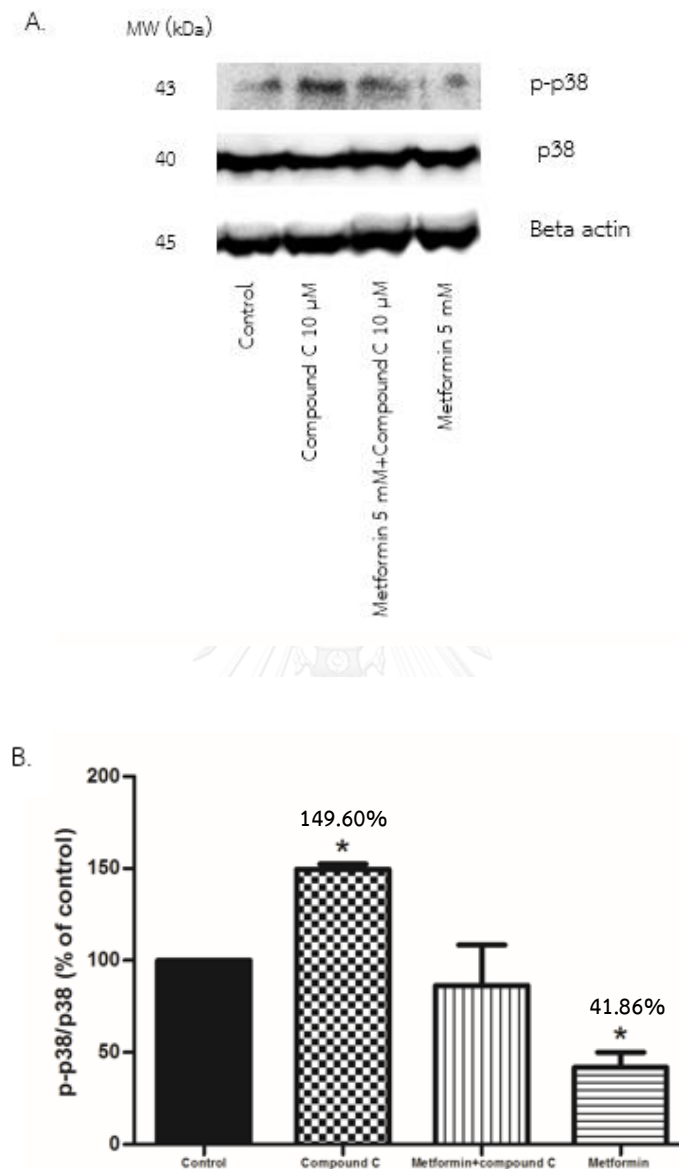 A.
MW (kDa)
43 p-p38
40 p38
45 Beta actin
Control
Compound C 10 µM
Metformin 5 mM+Compound C 10 µM
Metformin 5 mM
B.
p-p38/p38 (% of control)
200
150
100
50
0
149.60%
*
41.86%
*
Control Compound C Metformin+compound C Metformin